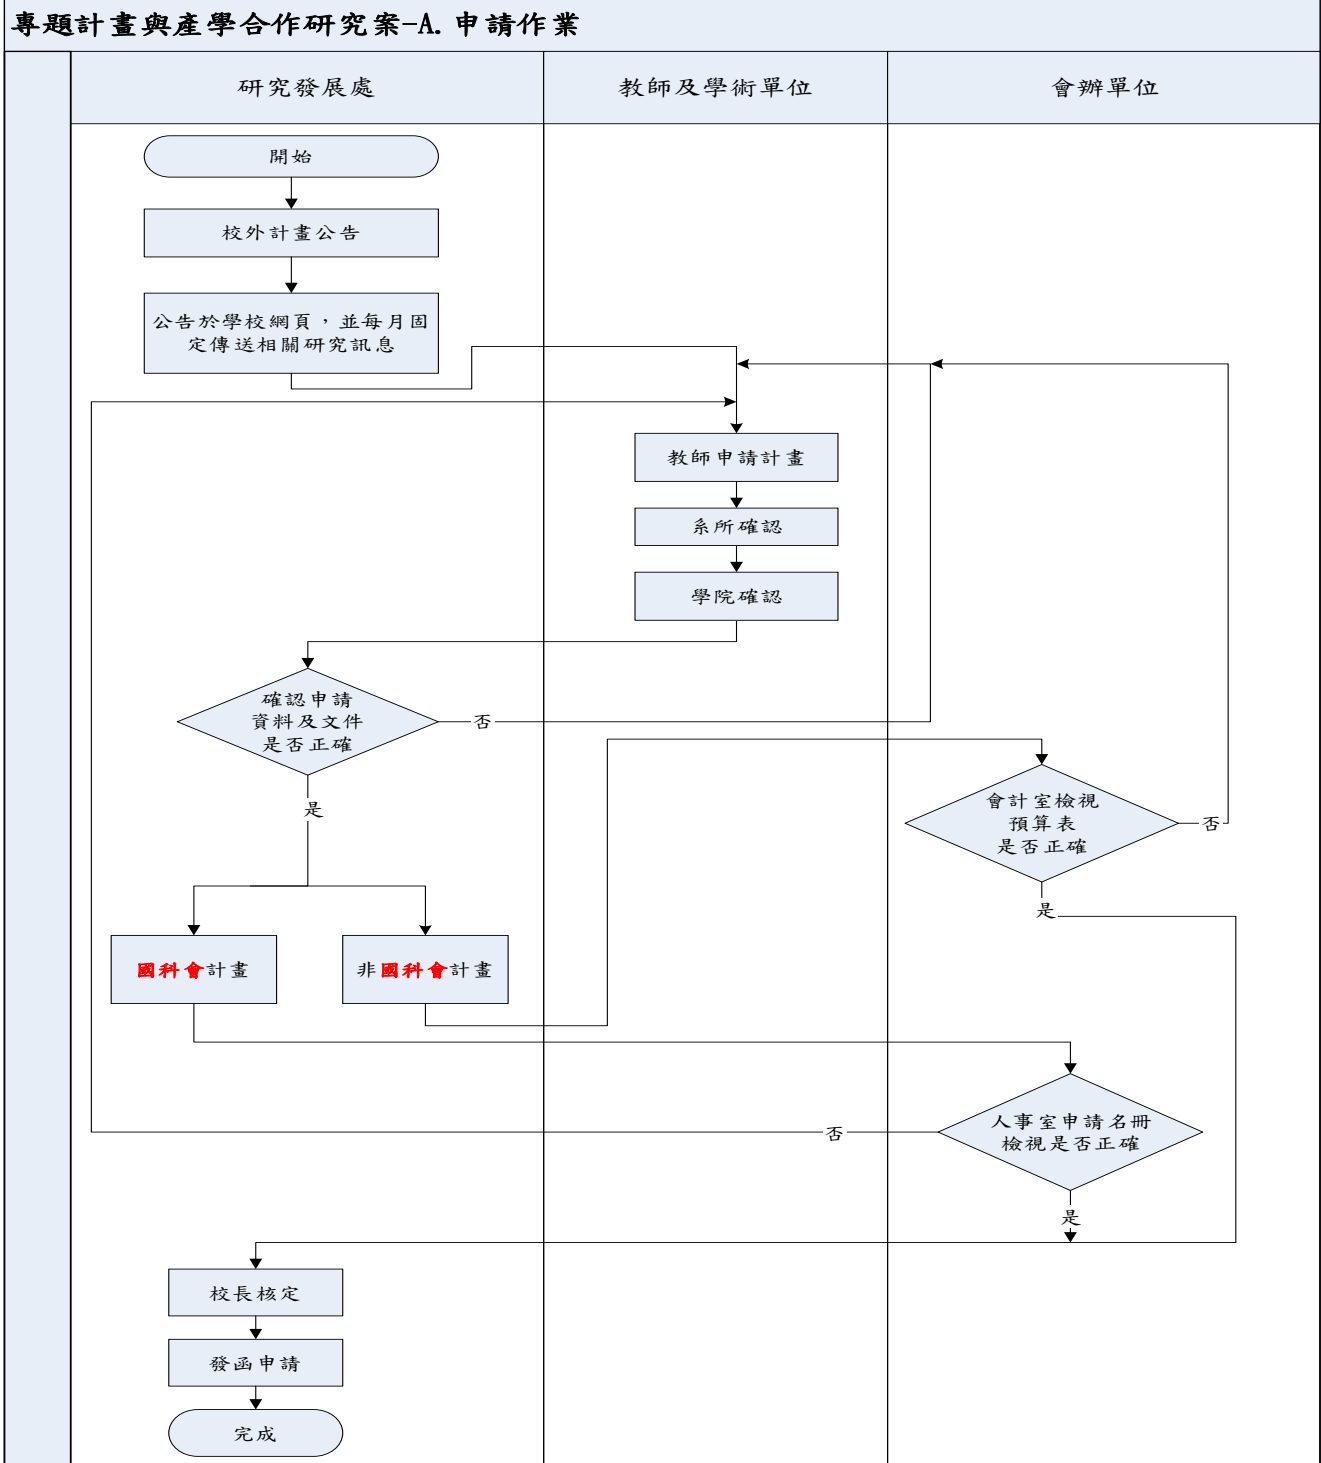 專題計畫與產學合作研究案-A.申請作業
研究發展處
教師及學術單位
會辦單位
開始
校外計畫公告
公告於學校網頁，並每月固
定傳送相關研究訊息
教師申請計畫
系所確認
學院確認
確認申請
資料及文件
是否正確
否
是
會計室檢視
預算表
是否正確
否
是
國科會計畫
非國科會計畫
人事室申請名冊
檢視是否正確
否
是
校長核定
發函申請
完成